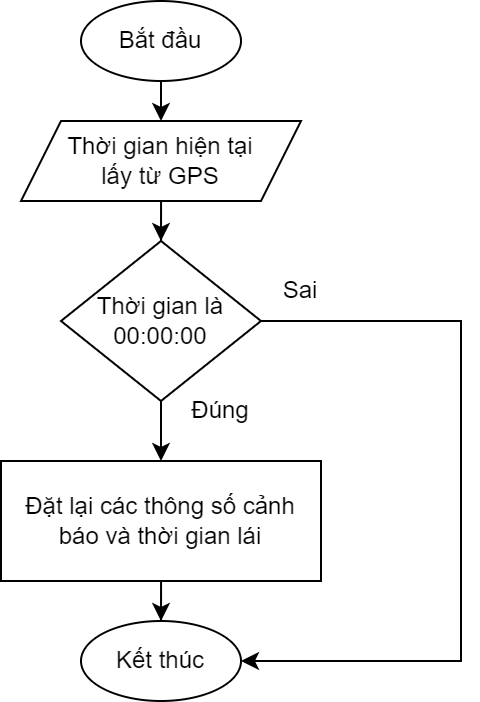 Bắt đầu
Thời gian hiện tại
lấy từ GPS
Thời gian là
00:00:00
Sai
Đúng
Đặt lại các thông số cảnh
báo và thời gian lái
Kết thúc